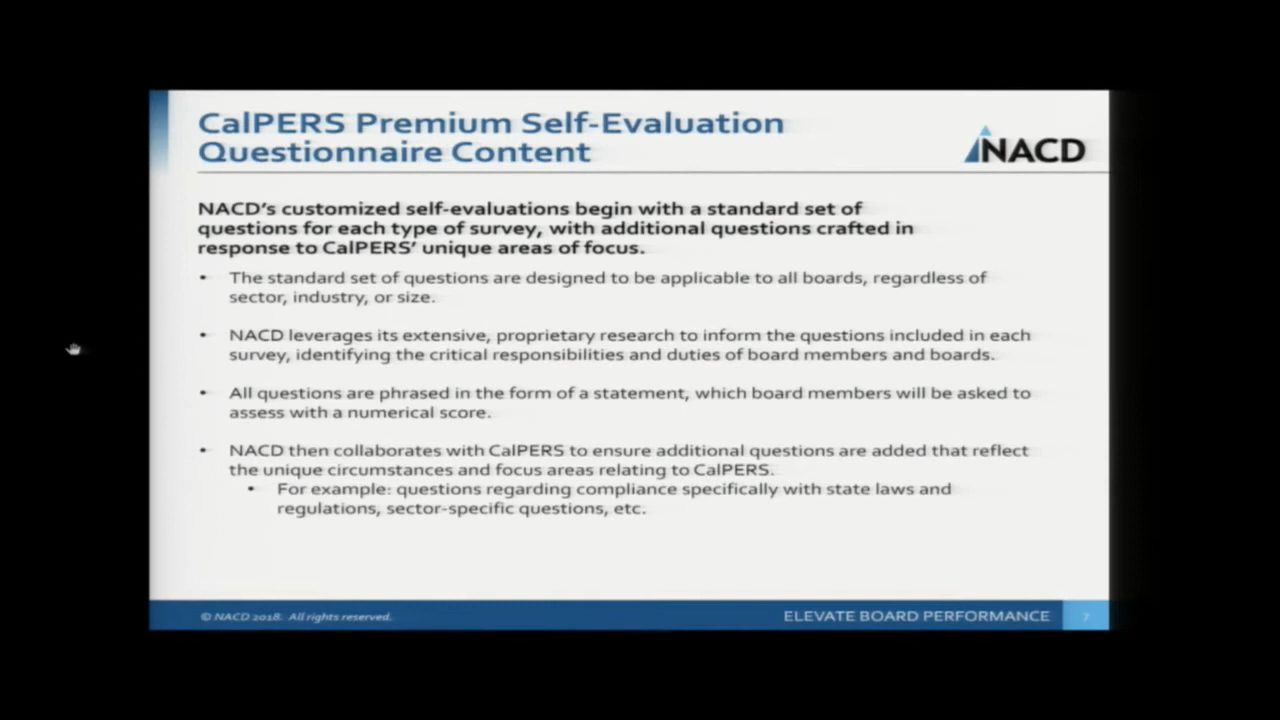 CalPERS Premium Self-Evaluation
Questionnaire Content
NACD
NACD's customized self-evaluations begin with a standard set of
questions for each type of survey, with additional questions crafted in
response to CalPERS' unique areas of focus.
• The standard set of questions are designed to be applicable to all boards, regardless of
sector, industry, or size.
• NACD leverages its extensive, proprietary research to inform the questions included in each
survey, identifying the critical responsibilities and duties of board members and boards.
• All questions are phrased in the form of a statement, which board members will be asked to
assess with a numerical score.
• NACD then collaborates with CalPERS to ensure additional questions are added that reflect
the unique circumstances and focus areas relating to CalPERS.
• For example: questions regarding compliance specifically with state laws and
regulations, sector-specific questions, etc.
© NACD 2018. All rights reserved.
ELEVATE BOARD PERFORMANCE
7